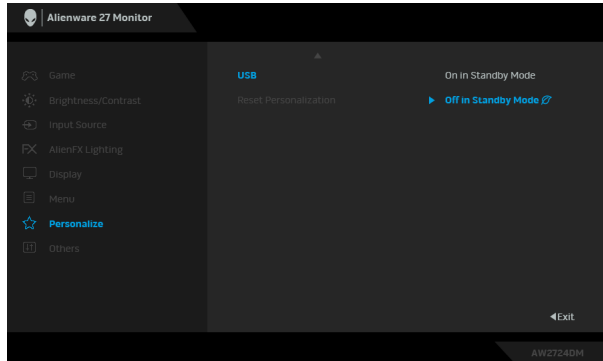 Alienware 27 Monitor
Game
Brightness/Contrast
Input Source
AlienFX Lighting
Display
Menu
Personalize
Others
USB
Reset Personalization
On in Standby Mode
Off in Standby Mode
Exit
AW2724DM